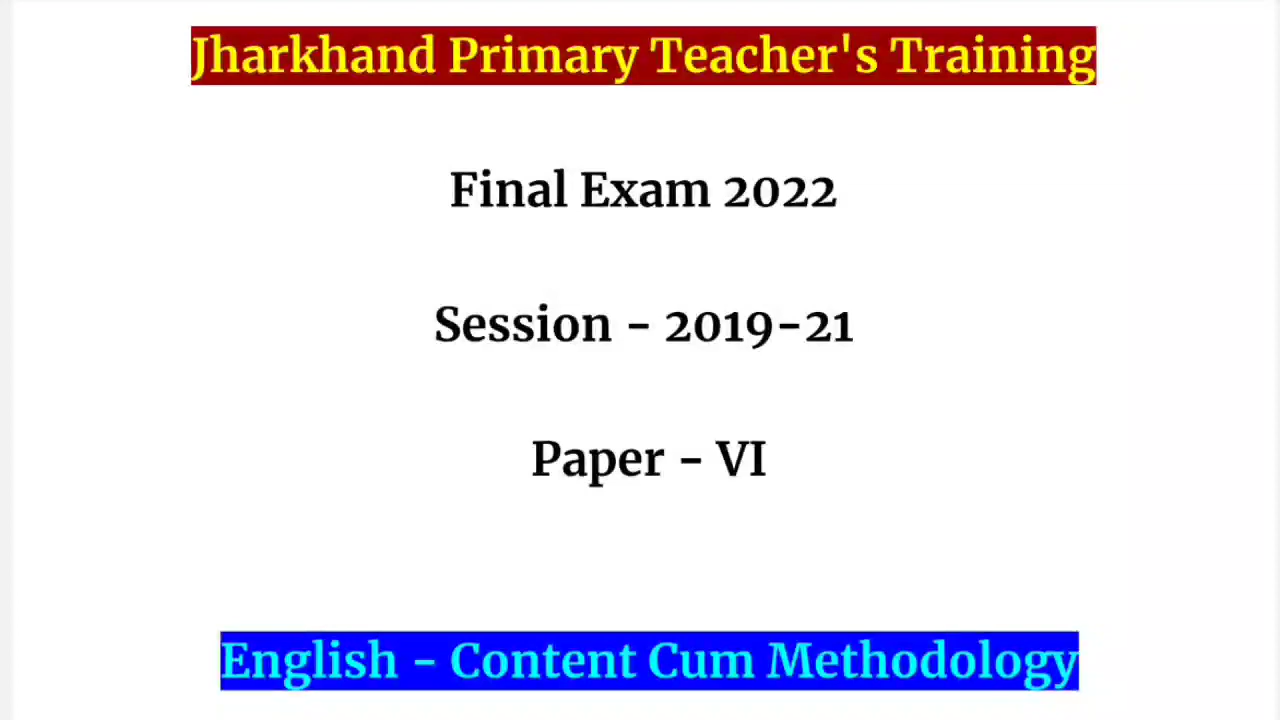 Jharkhand Primary Teacher's Training
Final Exam 2022
Session - 2019-21
Paper - VI
English - Content Cum Methodology